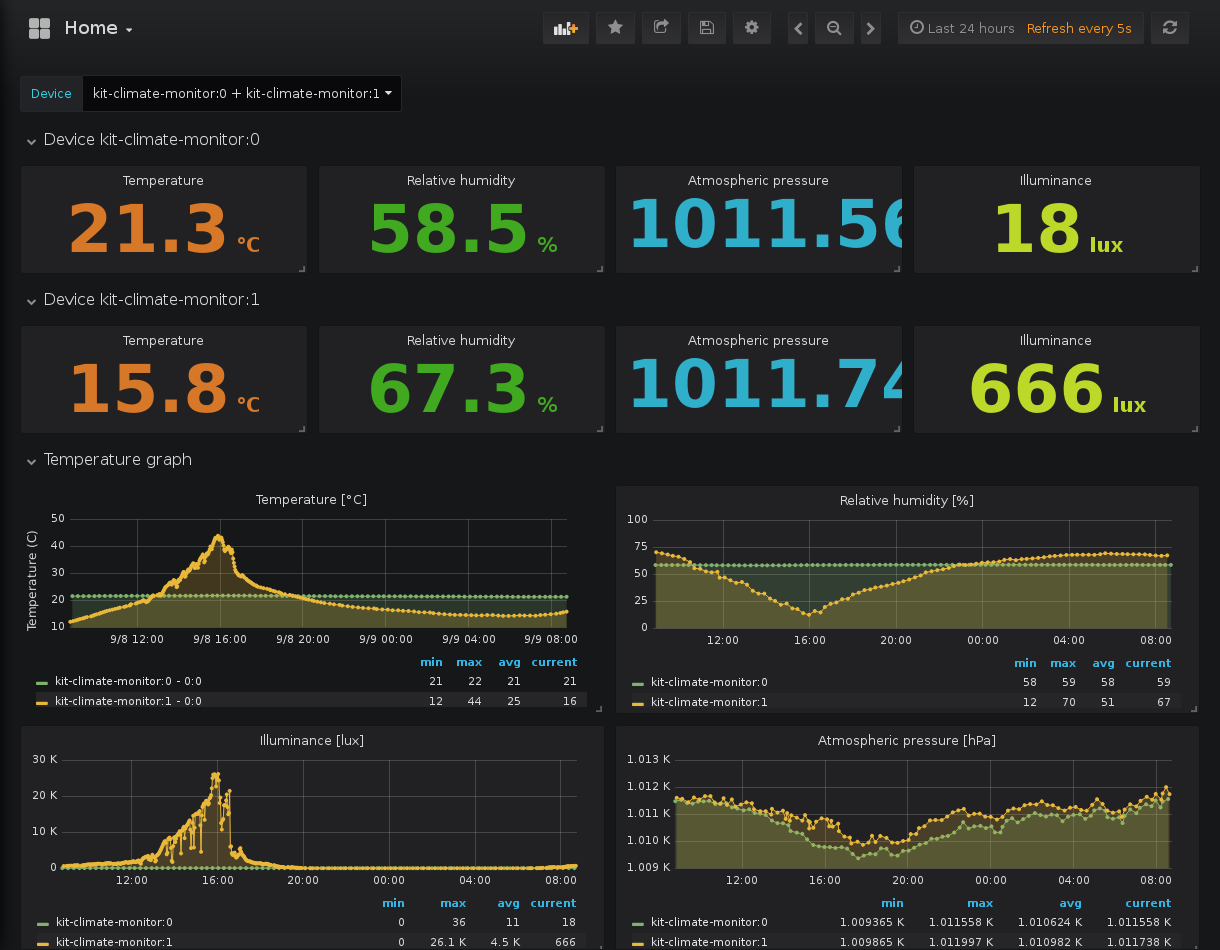 Home
Last 24 hours Refresh every 5s
Device kit-climate-monitor:0 + kit-climate-monitor:1
Device kit-climate-monitor:0
Temperature Relative humidity Atmospheric pressure Illuminance
21.3 °C 58.5 % 1011.56 18 lux
Device kit-climate-monitor:1
Temperature Relative humidity Atmospheric pressure Illuminance
15.8 °C 67.3 % 1011.74 666 lux
Temperature graph
Temperature [°C]
Temperature (C)
50
40
30
20
10
9/8 12:00 9/8 16:00 9/8 20:00 9/9 00:00 9/9 04:00 9/9 08:00
min max avg current
kit-climate-monitor:0 - 0:0 21 22 21 21
kit-climate-monitor:1 - 0:0 12 44 25 16
Relative humidity [%]
100
75
50
25
0
12:00 16:00 20:00 00:00 04:00 08:00
min max avg current
kit-climate-monitor:0 58 59 58 59
kit-climate-monitor:1 12 70 51 67
Illuminance [lux]
30 K
20 K
10 K
0
12:00 16:00 20:00 00:00 04:00 08:00
min max avg current
kit-climate-monitor:0 0 36 11 18
kit-climate-monitor:1 0 26.1 K 4.5 K 666
Atmospheric pressure [hPa]
1.013 K
1.012 K
1.011 K
1.010 K
1.009 K
12:00 16:00 20:00 00:00 04:00 08:00
min max avg current
kit-climate-monitor:0 1.009365 K 1.011558 K 1.010624 K 1.011558 K
kit-climate-monitor:1 1.009865 K 1.011997 K 1.010982 K 1.011738 K